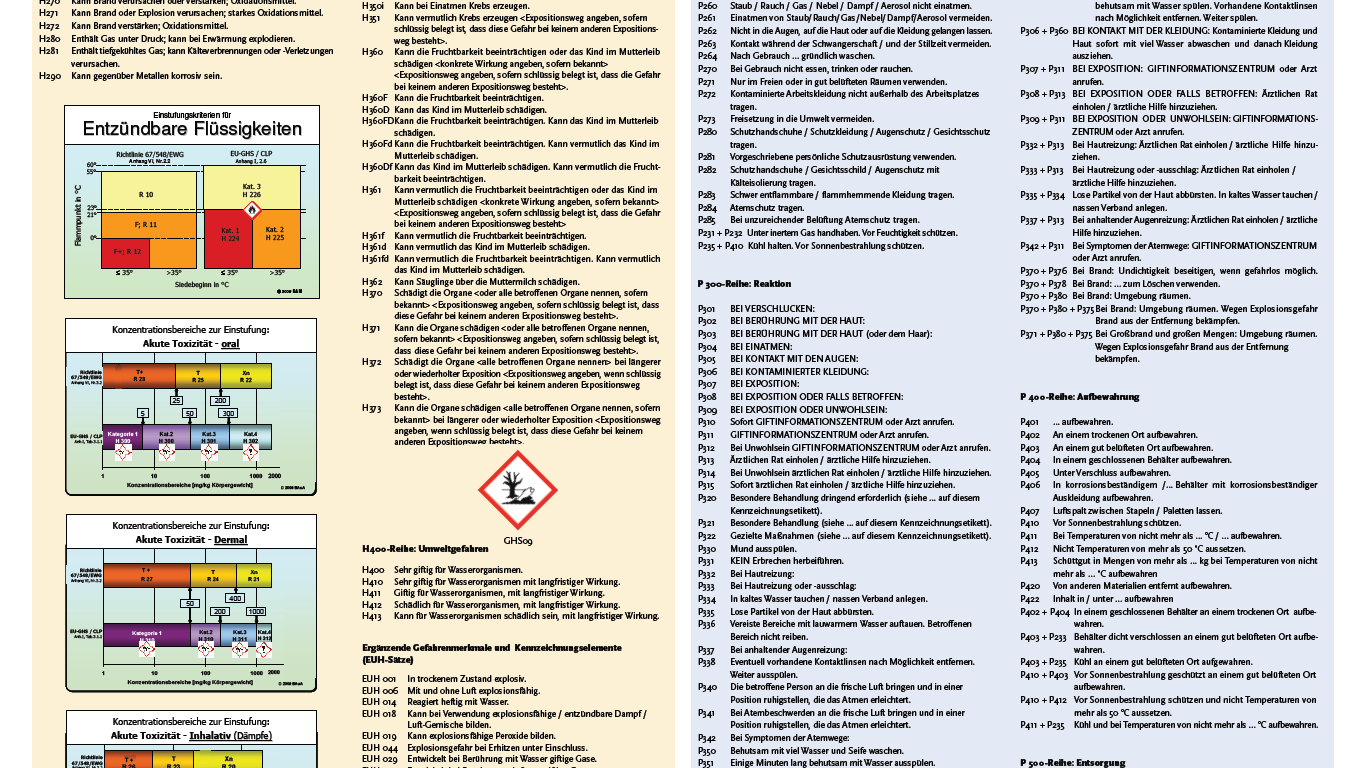 H270 Kann Brand verursachen oder verstärken; Oxidationsmittel.
H271 Kann Brand oder Explosion verursachen; starkes Oxidationsmittel.
H272 Kann Brand verstärken; Oxidationsmittel.
H280 Enthält Gas unter Druck; kann bei Erwärmung explodieren.
H281 Enthält tiefgekühltes Gas; kann Kälteverbrennungen oder -Verletzungen
verursachen.
H290 Kann gegenüber Metallen korrosiv sein.
Einstufungskriterien für
Entzündbare Flüssigkeiten
Richtlinie 67/548/EWG
Anhang VI, Nr.2.2
EU-GHS / CLP
Anhang I, 2.6
Flammpunkt in °C
60°
55°
23°
21°
0°
R 10
F; R 11
F+; R 12
Kat. 3
H 226
Kat. 1
H 224
Kat. 2
H 225
≤ 35° >35° ≤ 35° >35°
Siedebeginn in °C
Konzentrationsbereiche zur Einstufung:
Akute Toxizität - oral
Richtlinie
67/548/EWG
Anhang VI, Nr.2.2
T+
R 28
T
R 25
Xn
R 22
25 200
5 50 300
EU-GHS / CLP
Kategorie 1
H 300
Kat.2
H 300
Kat.3
H 301
Kat.4
H 302
1 10 100 1000 2000
Konzentrationsbereiche [mg/kg Körpergewicht]
Konzentrationsbereiche zur Einstufung:
Akute Toxizität - Dermal
Richtlinie
67/548/EWG
Anhang VI, Nr.2.2
T+
R 27
T
R 24
Xn
R 21
50 400
200 1000
EU-GHS / CLP
Kategorie 1
Kat.2
H 310
Kat.3
H 311
Kat.4
H 312
1 10 100 1000 2000
Konzentrationsbereiche [mg/kg Körpergewicht]
Konzentrationsbereiche zur Einstufung:
Akute Toxizität - Inhalativ (Dämpfe)
Richtlinie
67/548/EWG
T+
R 26
T
R 23
Xn
R 20
H350i Kann bei Einatmen Krebs erzeugen.
H351 Kann vermutlich Krebs erzeugen <Expositionsweg angeben, sofern
schlüssig belegt ist, dass diese Gefahr bei keinem anderen Expositions-
weg besteht>.
H360 Kann die Fruchtbarkeit beeinträchtigen oder das Kind im Mutterleib
schädigen <konkrete Wirkung angeben, sofern bekannt>
<Expositionsweg angeben, sofern schlüssig belegt ist, dass die Gefahr
bei keinem anderen Expositionsweg besteht>.
H360F Kann die Fruchtbarkeit beeinträchtigen.
H360D Kann das Kind im Mutterleib schädigen.
H360FD Kann die Fruchtbarkeit beeinträchtigen. Kann das Kind im Mutterleib
schädigen.
H360Fd Kann die Fruchtbarkeit beeinträchtigen. Kann vermutlich das Kind im
Mutterleib schädigen.
H360Df Kann das Kind im Mutterleib schädigen. Kann vermutlich die Frucht-
barkeit beeinträchtigen.
H361 Kann vermutlich die Fruchtbarkeit beeinträchtigen oder das Kind im
Mutterleib schädigen <konkrete Wirkung angeben, sofern bekannt>
<Expositionsweg angeben, sofern schlüssig belegt ist, dass die Gefahr
bei keinem anderen Expositionsweg besteht>
H361f Kann vermutlich die Fruchtbarkeit beeinträchtigen.
H361d Kann vermutlich das Kind im Mutterleib schädigen.
H361fd Kann vermutlich die Fruchtbarkeit beeinträchtigen. Kann vermutlich
das Kind im Mutterleib schädigen.
H362 Kann Säuglinge über die Muttermilch schädigen.
H370 Schädigt die Organe <oder alle betroffenen Organe nennen, sofern
bekannt> <Expositionsweg angeben, sofern schlüssig belegt ist, dass
diese Gefahr bei keinem anderen Expositionsweg besteht>.
H371 Kann die Organe schädigen <oder alle betroffenen Organe nennen,
sofern bekannt> <Expositionsweg angeben, sofern schlüssig belegt ist,
dass diese Gefahr bei keinem anderen Expositionsweg besteht>.
H372 Schädigt die Organe <alle betroffenen Organe nennen> bei längerer
oder wiederholter Exposition <Expositionsweg angeben, wenn schlüssig
belegt ist, dass diese Gefahr bei keinem anderen Expositionsweg
besteht>.
H373 Kann die Organe schädigen <alle betroffenen Organe nennen, sofern
bekannt> bei längerer oder wiederholter Exposition <Expositionsweg
angeben, wenn schlüssig belegt ist, dass diese Gefahr bei keinem
anderen Expositionsweg besteht>.
GHS09
H400-Reihe: Umweltgefahren
H400 Sehr giftig für Wasserorganismen.
H410 Sehr giftig für Wasserorganismen mit langfristiger Wirkung.
H411 Giftig für Wasserorganismen, mit langfristiger Wirkung.
H412 Schädlich für Wasserorganismen, mit langfristiger Wirkung.
H413 Kann für Wasserorganismen schädlich sein, mit langfristiger Wirkung.
Ergänzende Gefahrenmerkmale und Kennzeichnungselemente
(EUH-Sätze)
EUH 001 In trockenem Zustand explosiv.
EUH 006 Mit und ohne Luft explosionsfähig.
EUH 014 Reagiert heftig mit Wasser.
EUH 018 Kann bei Verwendung explosionsfähige / entzündbare Dampf /
Luft-Gemische bilden.
EUH 019 Kann explosionsfähige Peroxide bilden.
EUH 044 Explosionsgefahr bei Erhitzen unter Einschluss.
EUH 029 Entwickelt bei Berührung mit Wasser giftige Gase.
P260 Staub / Rauch / Gas / Nebel / Dampf / Aerosol nicht einatmen.
P261 Einatmen von Staub/ Rauch/ Gas/ Nebel/ Dampf/Aerosol vermeiden.
P262 Nicht in die Augen, auf die Haut oder auf die Kleidung gelangen lassen.
P263 Kontakt während der Schwangerschaft / und der Stillzeit vermeiden.
P264 Nach Gebrauch ... gründlich waschen.
P270 Bei Gebrauch nicht essen, trinken oder rauchen.
P271 Nur im Freien oder in gut belüfteten Räumen verwenden.
P272 Kontaminierte Arbeitskleidung nicht außerhalb des Arbeitsplatzes
tragen.
P273 Freisetzung in die Umwelt vermeiden.
P280 Schutzhandschuhe / Schutzkleidung / Augenschutz / Gesichtsschutz
tragen.
P281 Vorgeschriebene persönliche Schutzausrüstung verwenden.
P282 Schutzhandschuhe / Gesichtsschild / Augenschutz mit
Kälteisolierung tragen.
P283 Schwer entflammbare / flammhemmende Kleidung tragen.
P284 Atemschutz tragen.
P285 Bei unzureichender Belüftung Atemschutz tragen.
P231 + P232 Unter inertem Gas handhaben. Vor Feuchtigkeit schützen.
P235 + P410 Kühl halten. Vor Sonnenbestrahlung schützen.
P 300-Reihe: Reaktion
P301 BEI VERSCHLUCKEN:
P302 BEI BERÜHRUNG MIT DER HAUT:
P303 BEI BERÜHRUNG MIT DER HAUT (oder dem Haar):
P304 BEI EINATMEN:
P305 BEI KONTAKT MIT DEN AUGEN:
P306 BEI KONTAMINIERTER KLEIDUNG:
P307 BEI EXPOSITION:
P308 BEI EXPOSITION ODER FALLS BETROFFEN:
P309 BEI EXPOSITION ODER UNWOHLSEIN:
P310 Sofort GIFTINFORMATIONSZENTRUM oder Arzt anrufen.
P311 GIFTINFORMATIONSZENTRUM oder Arzt anrufen.
P312 Bei Unwohlsein GIFTINFORMATIONSZENTRUM oder Arzt anrufen.
P313 Ärztlichen Rat einholen / ärztliche Hilfe hinzuziehen.
P314 Bei Unwohlsein ärztlichen Rat einholen / ärztliche Hilfe hinzuziehen.
P315 Sofort ärztlichen Rat einholen / ärztliche Hilfe hinzuziehen.
P320 Besondere Behandlung dringend erforderlich (siehe ... auf diesem
Kennzeichnungsetikett).
P321 Besondere Behandlung (siehe ... auf diesem Kennzeichnungsetikett).
P322 Gezielte Maßnahmen (siehe ... auf diesem Kennzeichnungsetikett).
P330 Mund ausspülen.
P331 KEIN Erbrechen herbeiführen.
P332 Bei Hautreizung:
P333 Bei Hautreizung oder -ausschlag:
P334 In kaltes Wasser tauchen / nassen Verband anlegen.
P335 Lose Partikel von der Haut abbürsten.
P336 Vereiste Bereiche mit lauwarmem Wasser auftauen. Betroffenen
Bereich nicht reiben.
P337 Bei anhaltender Augenreizung:
P338 Eventuell vorhandene Kontaktlinsen nach Möglichkeit entfernen.
Weiter ausspülen.
P340 Die betroffene Person an die frische Luft bringen und in einer
Position ruhigstellen, die das Atmen erleichtert.
P341 Bei Atembeschwerden an die frische Luft bringen und in einer
Position ruhigstellen, die das Atmen erleichtert.
P342 Bei Symptomen der Atemwege:
P350 Behutsam mit viel Wasser und Seife waschen.
P351 Einige Minuten lang behutsam mit Wasser ausspülen.
behutsam mit Wasser spülen. Vorhandene Kontaktlinsen
nach Möglichkeit entfernen. Weiter spülen.
P306 + P360 BEI KONTAKT MIT DER KLEIDUNG: Kontaminierte Kleidung und
Haut sofort mit viel Wasser abwaschen und danach Kleidung
ausziehen.
P307 + P311 BEI EXPOSITION: GIFTINFORMATIONSZENTRUM oder Arzt
anrufen.
P308 + P313 BEI EXPOSITION ODER FALLS BETROFFEN: Ärztlichen Rat
einholen / ärztliche Hilfe hinzuziehen.
P309 + P311 BEI EXPOSITION ODER UNWOHLSEIN: GIFTINFORMATIONS-
ZENTRUM oder Arzt anrufen.
P332 + P313 Bei Hautreizung: Ärztlichen Rat einholen / ärztliche Hilfe hinzu-
ziehen.
P333 + P313 Bei Hautreizung oder -ausschlag: Ärztlichen Rat einholen /
ärztliche Hilfe hinzuziehen.
P335 + P334 Lose Partikel von der Haut abbürsten. In kaltes Wasser tauchen /
nassen Verband anlegen.
P337 + P313 Bei anhaltender Augenreizung: Ärztlichen Rat einholen / ärztliche
Hilfe hinzuziehen.
P342 + P311 Bei Symptomen der Atemwege: GIFTINFORMATIONSZENTRUM
oder Arzt anrufen.
P370 + P376 Bei Brand: Undichtigkeit beseitigen, wenn gefahrlos möglich.
P370 + P378 Bei Brand: ... zum Löschen verwenden.
P370 + P380 Bei Brand: Umgebung räumen.
P370 + P380 + P375 Bei Brand: Umgebung räumen. Wegen Explosionsgefahr
Brand aus der Entfernung bekämpfen.
P371 + P380 + P375 Bei Großbrand und großen Mengen: Umgebung räumen.
Wegen Explosionsgefahr Brand aus der Entfernung
bekämpfen.
P 400-Reihe: Aufbewahrung
P401 ... aufbewahren.
P402 An einem trockenen Ort aufbewahren.
P403 An einem gut belüfteten Ort aufbewahren.
P404 In einem geschlossenen Behälter aufbewahren.
P405 Unter Verschluss aufbewahren.
P406 In korrosionsbeständigem /... Behälter mit korrosionsbeständiger
Auskleidung aufbewahren.
P407 Luftspalt zwischen Stapeln / Paletten lassen.
P410 Vor Sonnenbestrahlung schützen.
P411 Bei Temperaturen von nicht mehr als ... °C / ... aufbewahren.
P412 Nicht Temperaturen von mehr als 50 °C aussetzen.
P413 Schüttgut in Mengen von mehr als ... kg bei Temperaturen von nicht
mehr als ... °C aufbewahren
P420 Von anderen Materialien entfernt aufbewahren.
P422 Inhalt in / unter ... aufbewahren
P402 + P404 In einem geschlossenen Behälter an einem trockenen Ort aufbe-
wahren.
P403 + P233 Behälter dicht verschlossen an einem gut belüfteten Ort aufbe-
wahren.
P403 + P235 Kühl an einem gut belüfteten Ort aufgewahren.
P410 + P403 Vor Sonnenbestrahlung geschützt an einem gut belüfteten Ort
aufbewahren.
P410 + P412 Vor Sonnenbestrahlung schützen und nicht Temperaturen von
mehr als 50 °C aussetzen.
P411 + P235 Kühl und bei Temperaturen von nicht mehr als ... °C aufbewahren.
P 500-Reihe: Entsorgung